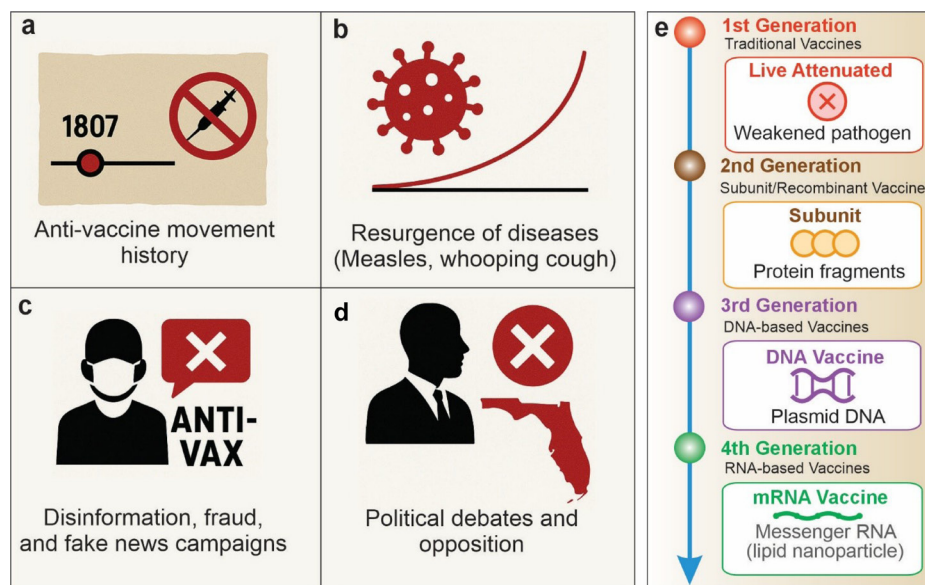 a
1807
Anti-vaccine movement
history
b
Resurgence of diseases
(Measles, whooping cough)
c
ANTI-
VAX
Disinformation, fraud,
and fake news campaigns
d
Political debates and
opposition
e
1st Generation
Traditional Vaccines
Live Attenuated
Weakened pathogen
2nd Generation
Subunit/Recombinant Vaccine
Subunit
Protein fragments
3rd Generation
DNA-based Vaccines
DNA Vaccine
Plasmid DNA
4th Generation
RNA-based Vaccines
mRNA Vaccine
Messenger RNA
(lipid nanoparticle)